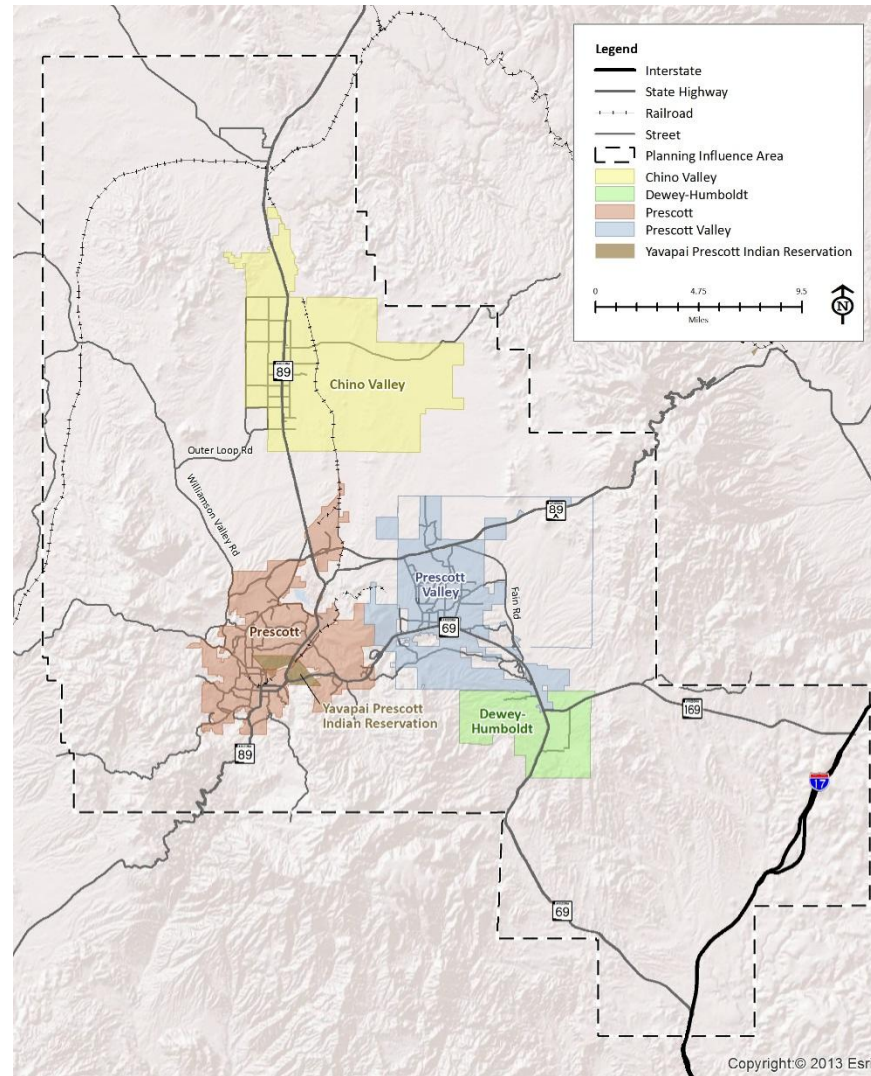 Legend
Interstate
State Highway
Railroad
Street
Planning Influence Area
Chino Valley
Dewey-Humboldt
Prescott
Prescott Valley
Yavapai Prescott Indian Reservation
0 4.75 9.5
Miles
N
89
Chino Valley
Outer Loop Rd
Williamson Valley Rd
89
A
Prescott
Valley
Fain Rd
69
Prescott
Yavapai Prescott
Indian Reservation
Dewey-
Humboldt
169
89
17
69
Copyright:© 2013 Esri